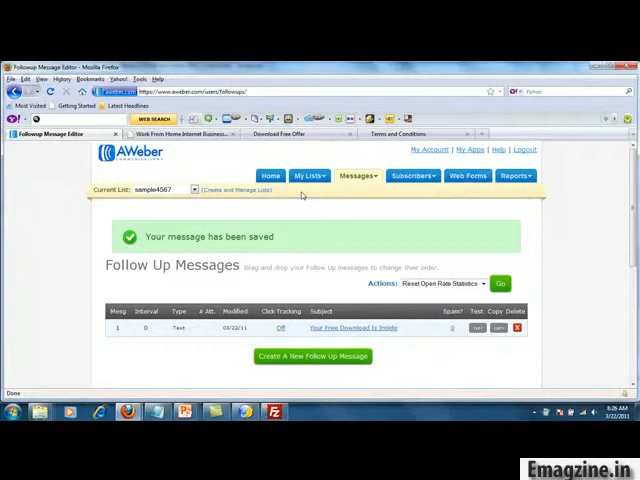 Followup Message Editor - Mozilla Firefox
File Edit View History Bookmarks Yahoo! Tools Help
aweber.com https://www.aweber.com/users/followups/ Yahoo
Most Visited Getting Started Latest Headlines
WEB SEARCH
Followup Message Editor Work From Home Internet Business... Download Free Offer Terms and Conditions
AWeber
COMMUNICATIONS
My Account | My Apps | Help | Logout
Home My Lists Messages Subscribers Web Forms Reports
Current List: sample4567 (Create and Manage Lists)
Your message has been saved
Follow Up Messages Drag and drop your Follow Up messages to change their order.
Actions: Reset Open Rate Statistics Go
Mesg Interval Type # Att. Modified Click Tracking Subject Spam? Test Copy Delete
1 0 Text 03/22/11 Off Your Free Download Is Inside 0 TEST COPY X
Create A New Follow Up Message
Done
8:26 AM
3/22/2011
Emagzine.in